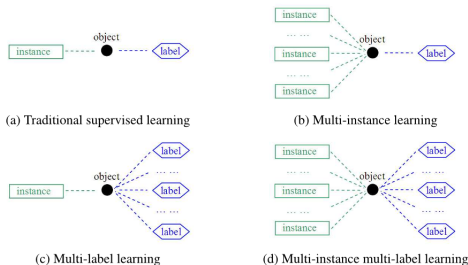 object
instance
label
(a) Traditional supervised learning
instance
... ...
object
instance
label
... ...
instance
(b) Multi-instance learning
label
object
... ...
instance
label
... ...
label
(c) Multi-label learning
instance
label
object
... ...
... ...
instance
label
... ...
... ...
instance
label
(d) Multi-instance multi-label learning